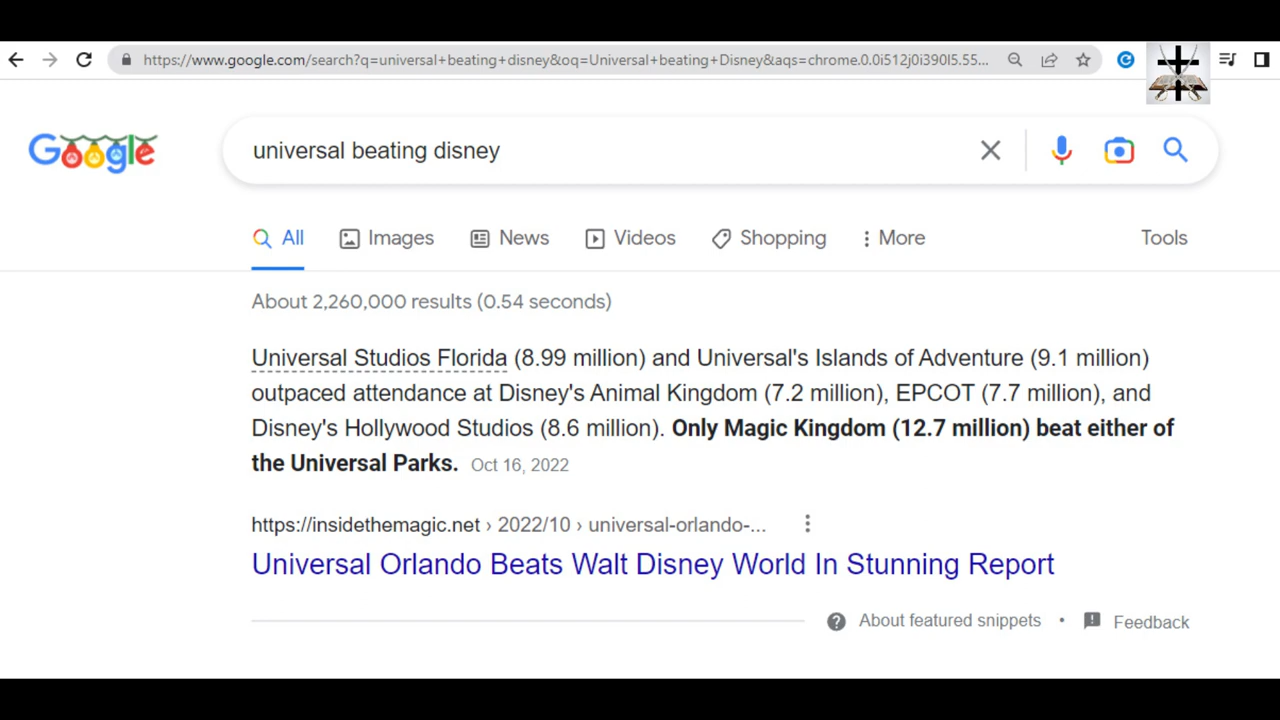 https://www.google.com/search?q=universal+beating+disney&oq=Universal+beating+Disney&aqs=chrome.0.0i512j0i390l5.55...
Google
universal beating disney
All Images News Videos Shopping More Tools
About 2,260,000 results (0.54 seconds)
Universal Studios Florida (8.99 million) and Universal's Islands of Adventure (9.1 million)
outpaced attendance at Disney's Animal Kingdom (7.2 million), EPCOT (7.7 million), and
Disney's Hollywood Studios (8.6 million). Only Magic Kingdom (12.7 million) beat either of
the Universal Parks. Oct 16, 2022
https://insidethemagic.net › 2022/10 › universal-orlando-...
Universal Orlando Beats Walt Disney World In Stunning Report
About featured snippets • Feedback